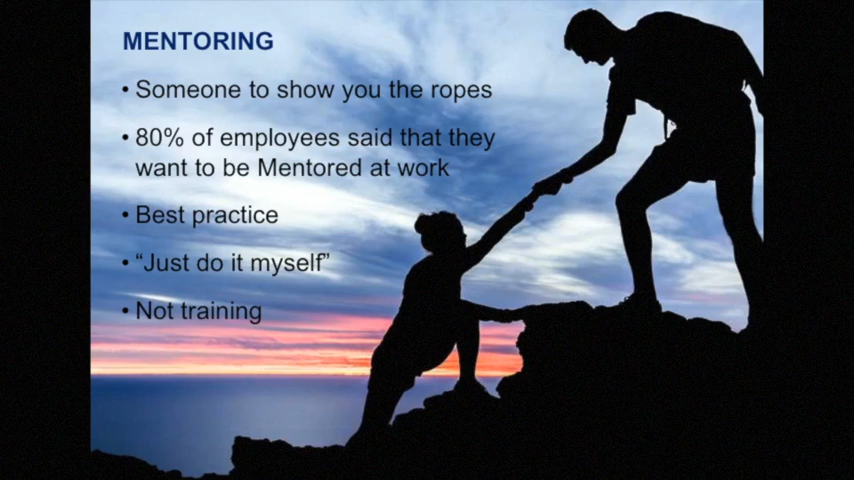 MENTORING
• Someone to show you the ropes
• 80% of employees said that they
want to be Mentored at work
• Best practice
• “Just do it myself”
• Not training